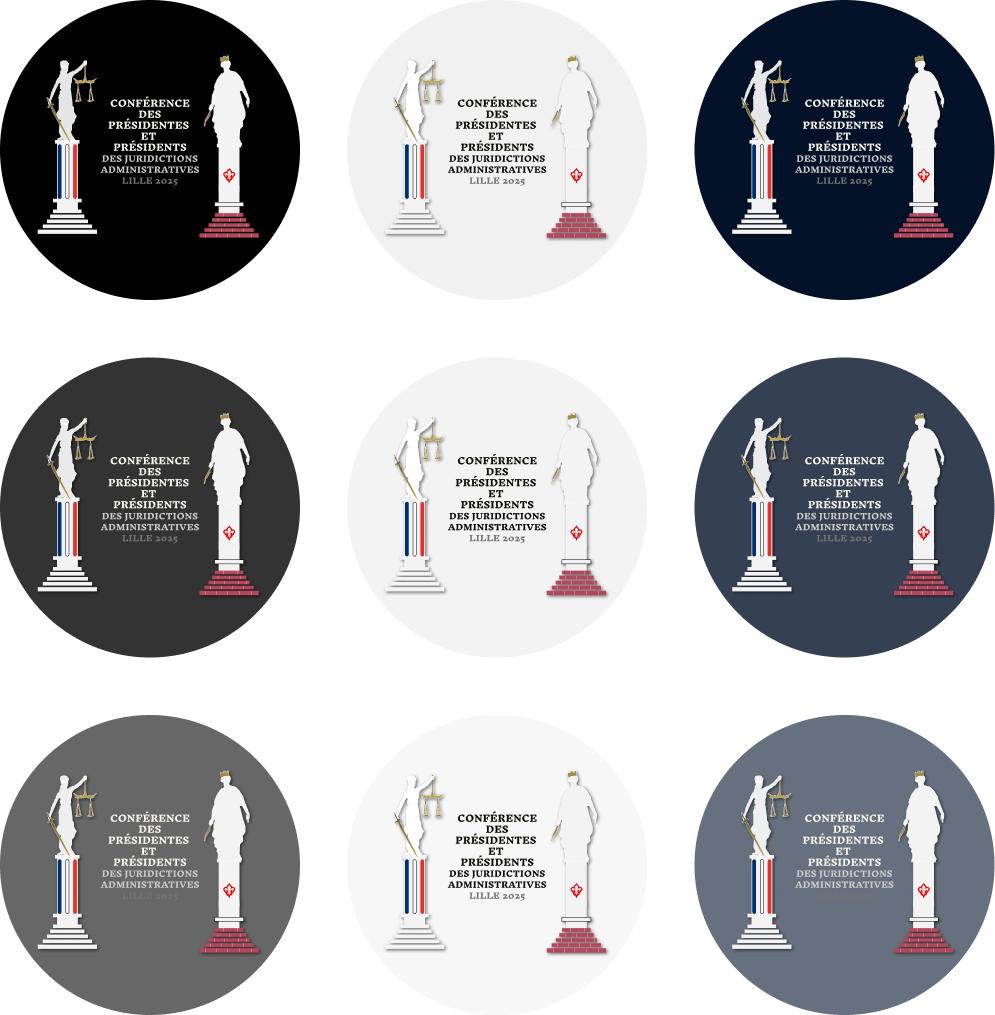 CONFÉRENCE
DES
PRÉSIDENTES
ET
PRÉSIDENTS
DES JURIDICTIONS
ADMINISTRATIVES
LILLE 2025
CONFÉRENCE
DES
PRÉSIDENTES
ET
PRÉSIDENTS
DES JURIDICTIONS
ADMINISTRATIVES
LILLE 2025
CONFÉRENCE
DES
PRÉSIDENTES
ET
PRÉSIDENTS
DES JURIDICTIONS
ADMINISTRATIVES
LILLE 2025
CONFÉRENCE
DES
PRÉSIDENTES
ET
PRÉSIDENTS
DES JURIDICTIONS
ADMINISTRATIVES
LILLE 2025
CONFÉRENCE
DES
PRÉSIDENTES
ET
PRÉSIDENTS
DES JURIDICTIONS
ADMINISTRATIVES
LILLE 2025
CONFÉRENCE
DES
PRÉSIDENTES
ET
PRÉSIDENTS
DES JURIDICTIONS
ADMINISTRATIVES
LILLE 2025
CONFÉRENCE
DES
PRÉSIDENTES
ET
PRÉSIDENTS
DES JURIDICTIONS
ADMINISTRATIVES
LILLE 2025
CONFÉRENCE
DES
PRÉSIDENTES
ET
PRÉSIDENTS
DES JURIDICTIONS
ADMINISTRATIVES
LILLE 2025
CONFÉRENCE
DES
PRÉSIDENTES
ET
PRÉSIDENTS
DES JURIDICTIONS
ADMINISTRATIVES